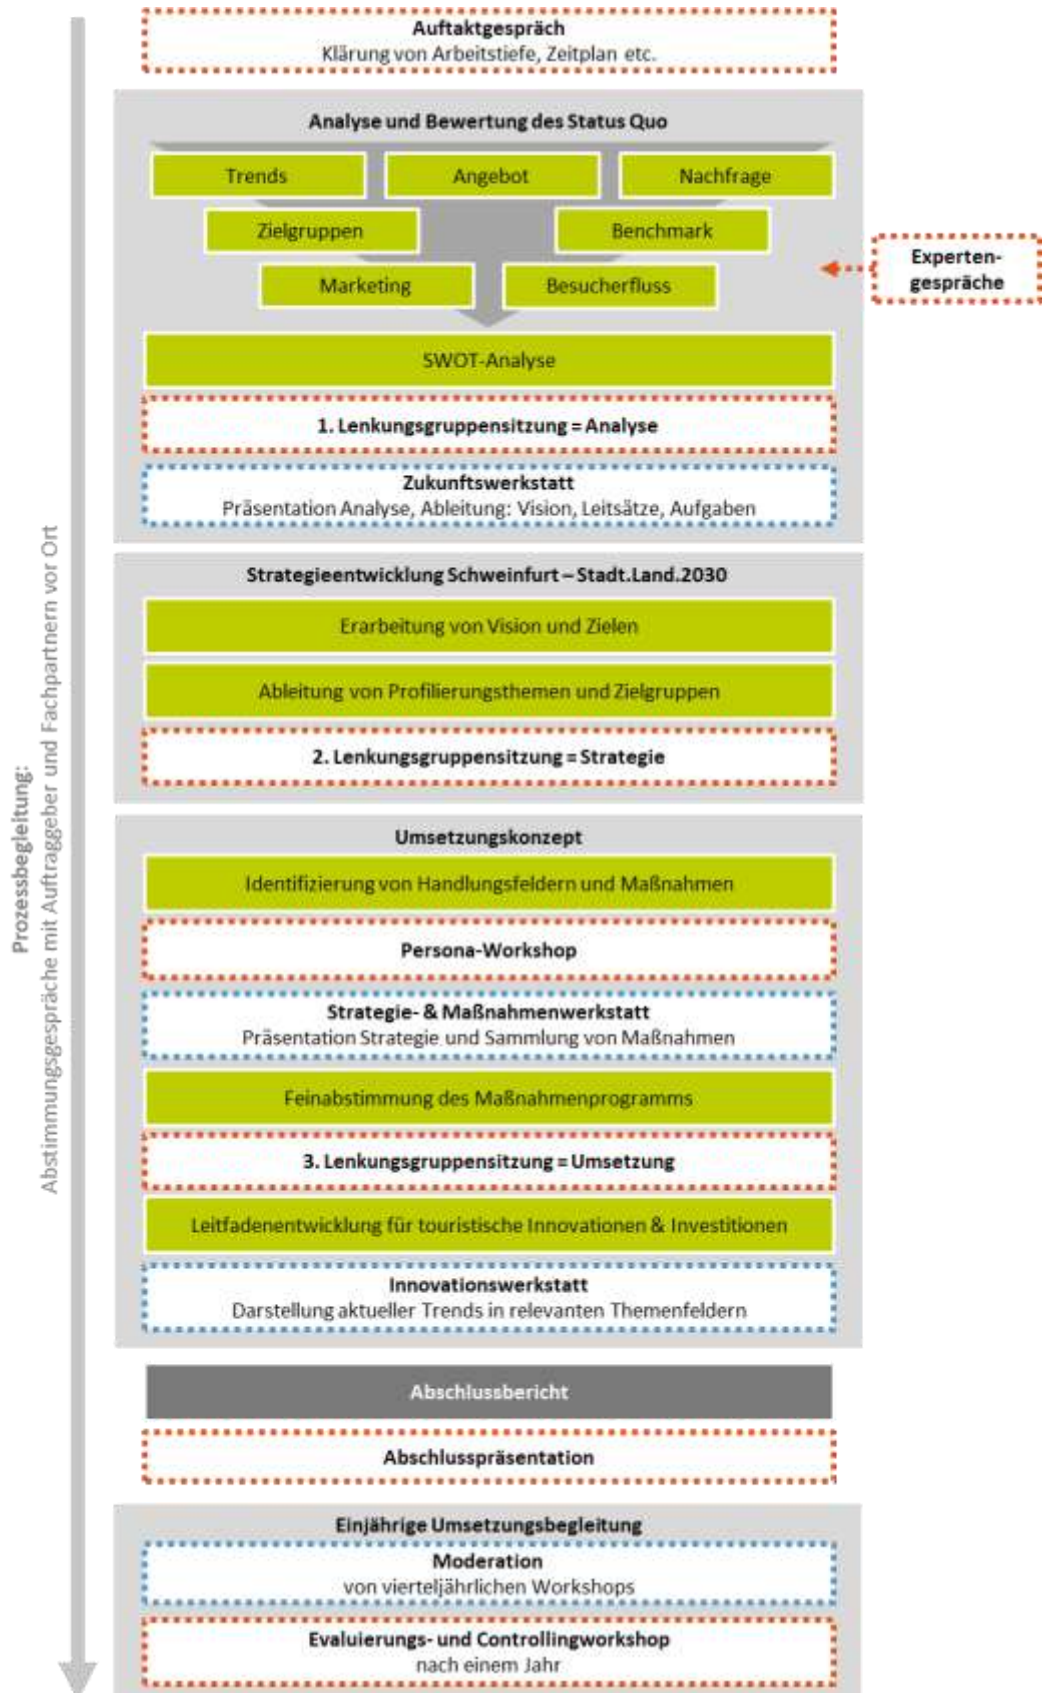 Auftaktgespräch
Klärung von Arbeitstiefe, Zeitplan etc.
Analyse und Bewertung des Status Quo
Trends
Angebot
Nachfrage
Zielgruppen
Benchmark
Marketing
Besucherfluss
Experten-
gespräche
SWOT-Analyse
1. Lenkungsgruppensitzung = Analyse
Zukunftswerkstatt
Präsentation Analyse, Ableitung: Vision, Leitsätze, Aufgaben
Strategieentwicklung Schweinfurt – Stadt.Land.2030
Erarbeitung von Vision und Zielen
Ableitung von Profilierungsthemen und Zielgruppen
2. Lenkungsgruppensitzung = Strategie
Umsetzungskonzept
Identifizierung von Handlungsfeldern und Maßnahmen
Persona-Workshop
Strategie- & Maßnahmenwerkstatt
Präsentation Strategie und Sammlung von Maßnahmen
Feinabstimmung des Maßnahmenprogramms
3. Lenkungsgruppensitzung = Umsetzung
Leitfadenentwicklung für touristische Innovationen & Investitionen
Innovationswerkstatt
Darstellung aktueller Trends in relevanten Themenfeldern
Abschlussbericht
Abschlusspräsentation
Einjährige Umsetzungsbegleitung
Moderation
von vierteljährlichen Workshops
Evaluierungs- und Controllingworkshop
nach einem Jahr
Prozessbegleitung:
Abstimmungsgespräche mit Auftraggeber und Fachpartnern vor Ort